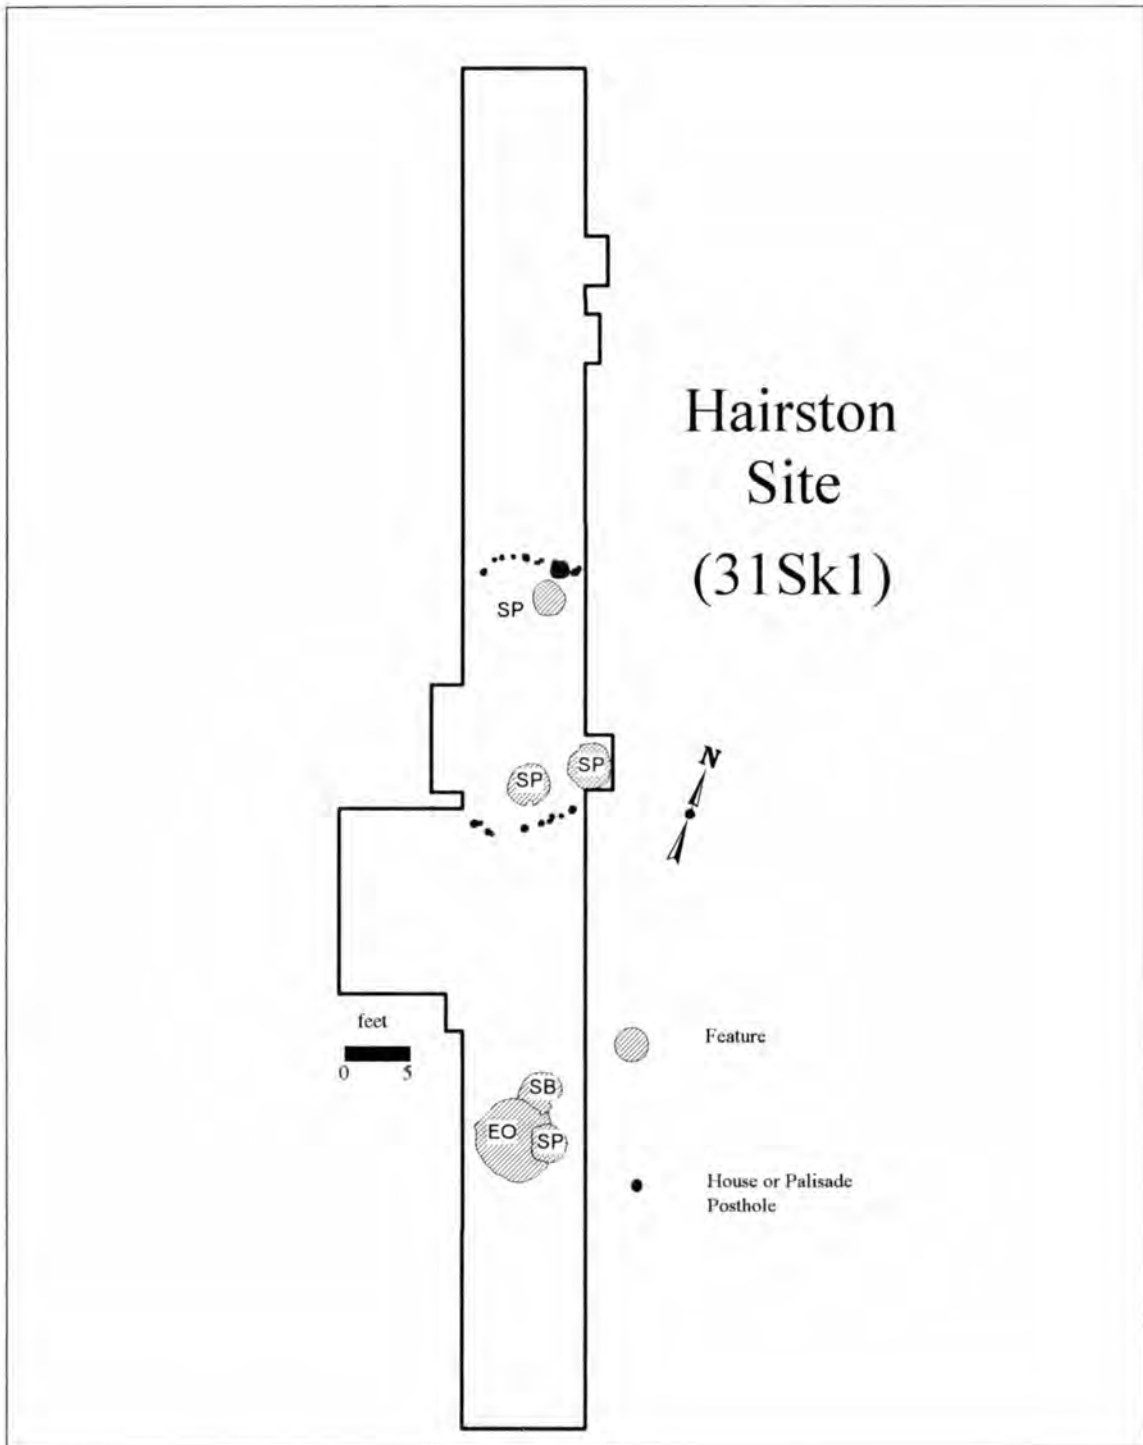 Hairston
Site
(31Sk1)
SP
SP
SP
N
feet
0 5
Feature
SB
EO
SP
House or Palisade
Posthole